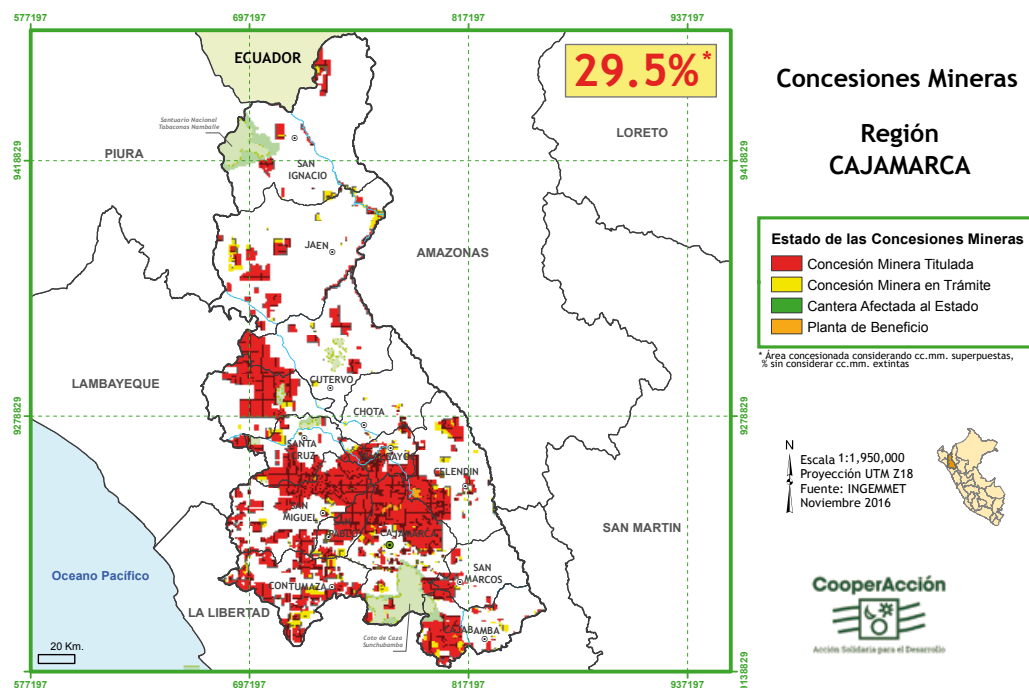 577197
697197
817197
937197
ECUADOR
29.5%*
Concesiones Mineras
Región
CAJAMARCA
Santuario Nacional
Tabaconas Namballe
LORETO
PIURA
9418829
9418829
SAN
IGNACIO
JAEN
AMAZONAS
Estado de las Concesiones Mineras
Concesión Minera Titulada
Concesión Minera en Trámite
Cantera Afectada al Estado
Planta de Beneficio
* Área concesionada considerando cc.mm. superpuestas,
% sin considerar cc.mm. extintas
LAMBAYEQUE
CUTERVO
CHOTA
9278829
9278829
SANTA
CRUZ
CELENDIN
N
Escala 1:1,950,000
Proyección UTM Z18
Fuente: INGEMMET
Noviembre 2016
SAN
MIGUEL
PABLO
CAJAMARCA
SAN MARTIN
Oceano Pacífico
SAN
MARCOS
CONTUMAZA
LA LIBERTAD
CooperAcción
Acción Solidaria para el Desarrollo
Coto de Caza
Sunchubamba
CAJABAMBA
20 Km.
9138829
577197
697197
817197
937197